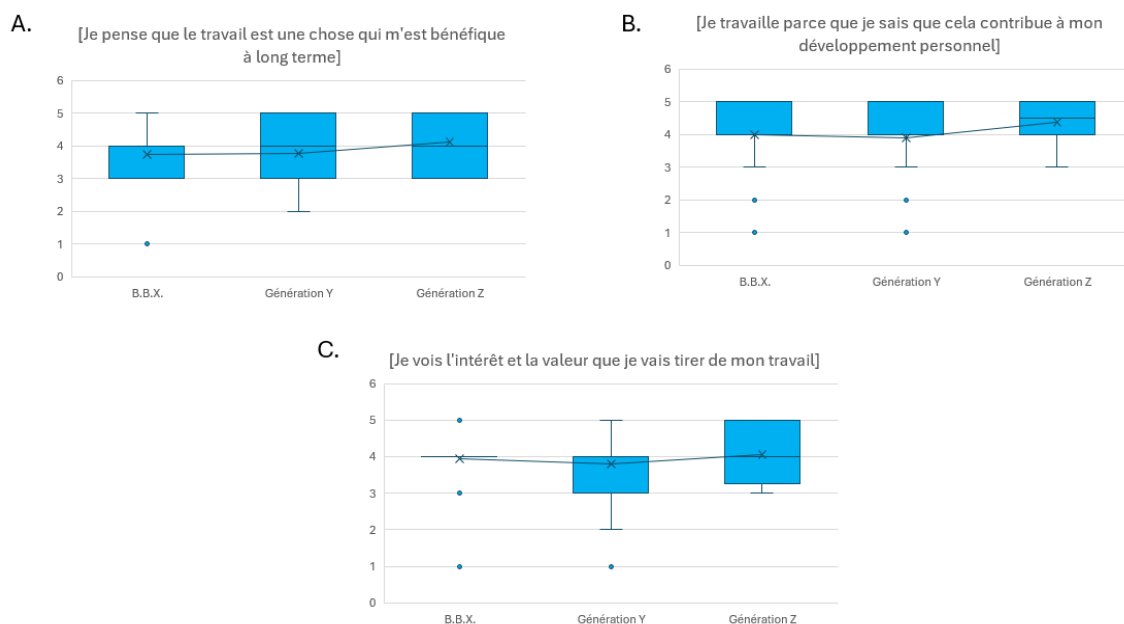 A.
[Je pense que le travail est une chose qui m'est bénéfique
à long terme]
6
5
4
3
2
1
0
B.B.X.
Génération Y
Génération Z
B.
[Je travaille parce que je sais que cela contribue à mon
développement personnel]
6
5
4
3
2
1
0
B.B.X.
Génération Y
Génération Z
C.
[Je vois l'intérêt et la valeur que je vais tirer de mon travail]
6
5
4
3
2
1
0
B.B.X.
Génération Y
Génération Z